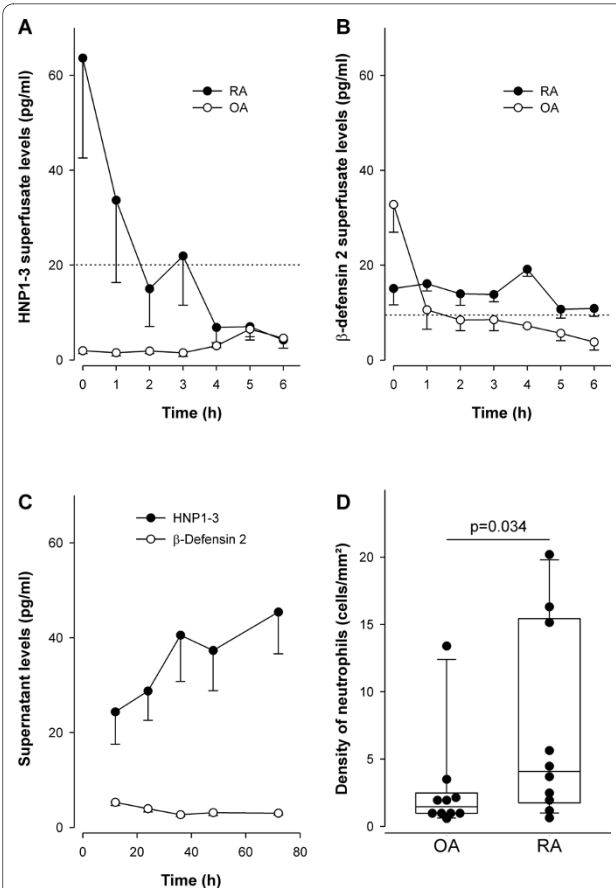 A
HNP1-3 superfusate levels (pg/ml)
60
40
20
0
RA
OA
0 1 2 3 4 5 6
Time (h)
B
β-defensin 2 superfusate levels (pg/ml)
60
40
20
0
RA
OA
0 1 2 3 4 5 6
Time (h)
C
Supernatant levels (pg/ml)
60
40
20
0
HNP1-3
β-Defensin 2
0 20 40 60 80
Time (h)
D
Density of neutrophils (cells/mm²)
20
15
10
5
0
p=0.034
OA RA